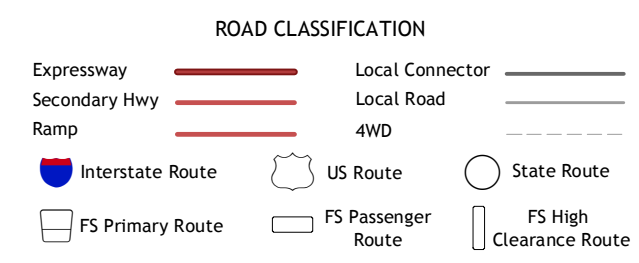 ROAD CLASSIFICATION
Expressway
Local Connector
Secondary Hwy
Local Road
Ramp
4WD
Interstate Route
US Route
State Route
FS Primary Route
FS Passenger
Route
FS High
Clearance Route